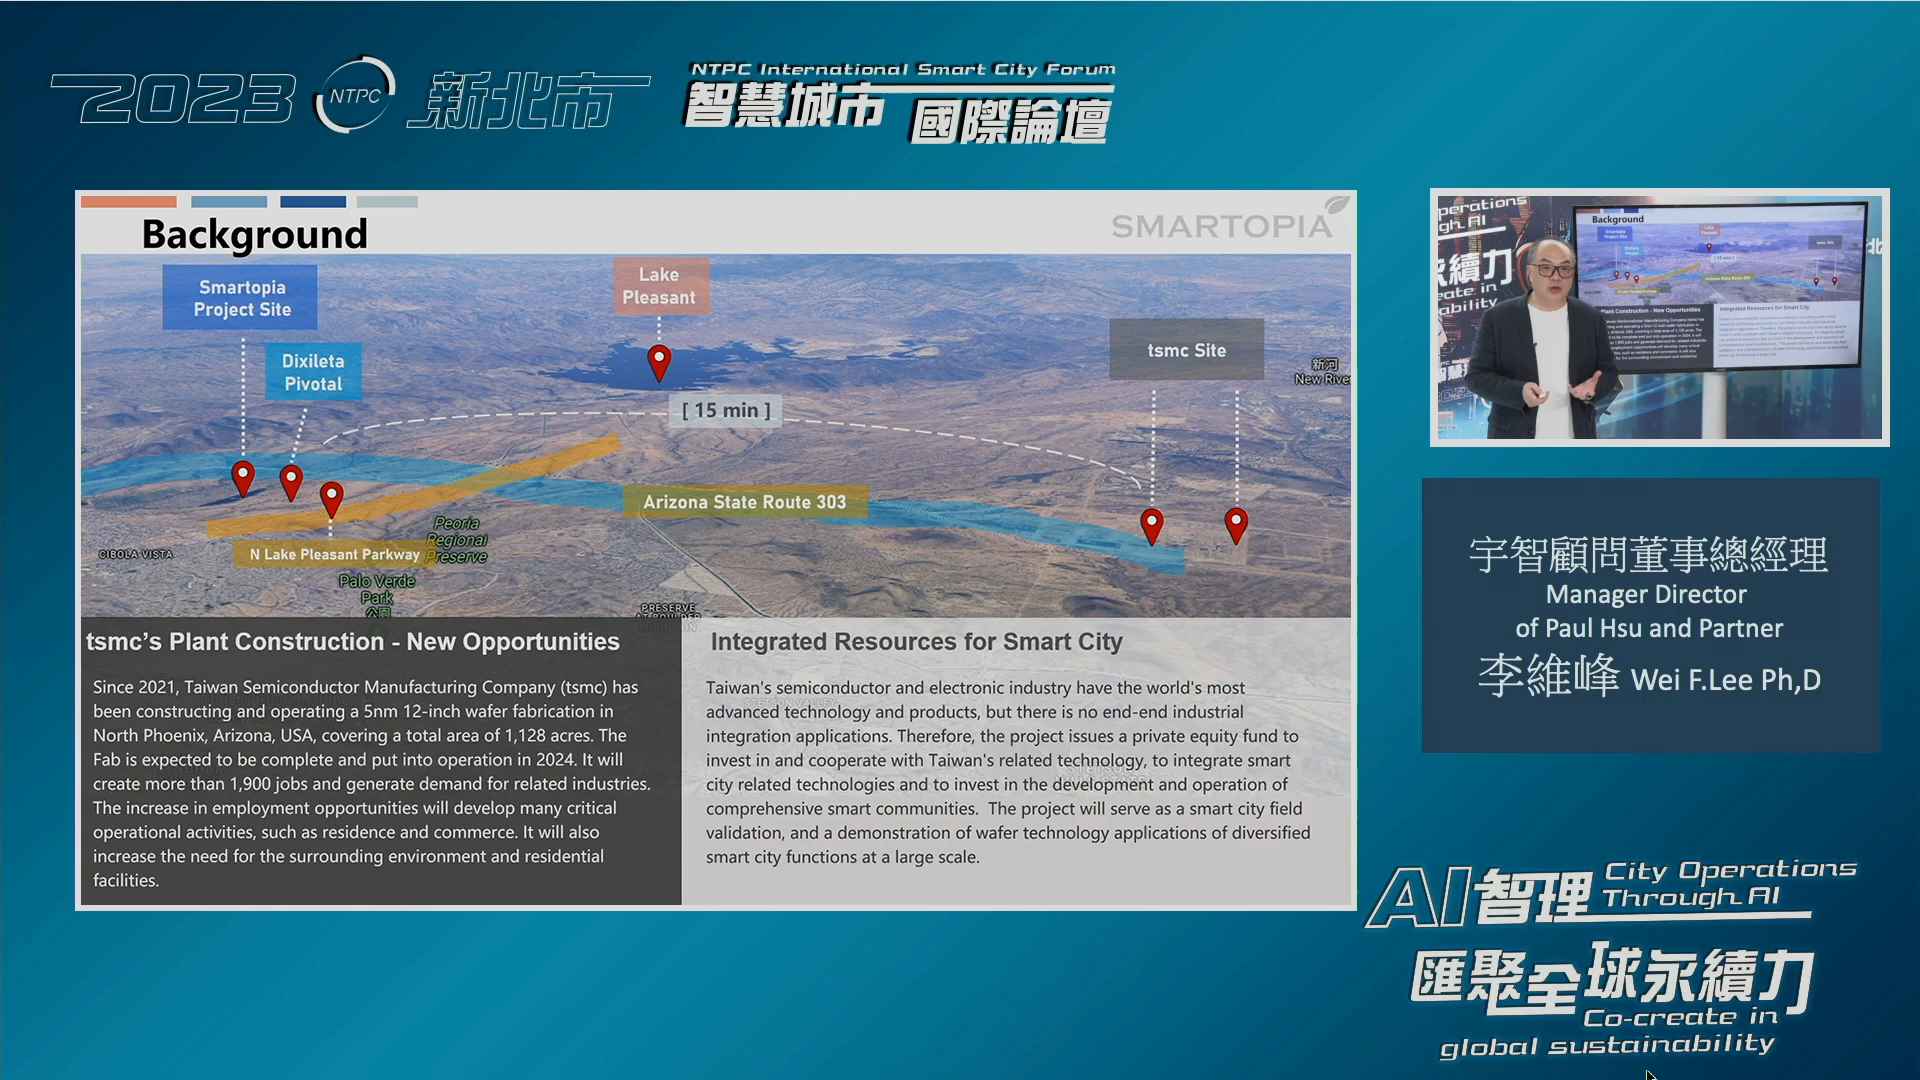 2023 NTPC 新北市
NTPC International Smart City Forum
智慧城市 國際論壇
Background
SMARTOPIA
Smartopia
Project Site
Dixileta
Pivotal
Lake
Pleasant
[ 15 min ]
tsmc Site
新河
New River
Arizona State Route 303
Peoria
Regional
Preserve
CIBOLA VISTA
N Lake Pleasant Parkway
Palo Verde
Park
公園
PRESERVE
tsmc’s Plant Construction - New Opportunities
Since 2021, Taiwan Semiconductor Manufacturing Company (tsmc) has
been constructing and operating a 5nm 12-inch wafer fabrication in
North Phoenix, Arizona, USA, covering a total area of 1,128 acres. The
Fab is expected to be complete and put into operation in 2024. It will
create more than 1,900 jobs and generate demand for related industries.
The increase in employment opportunities will develop many critical
operational activities, such as residence and commerce. It will also
increase the need for the surrounding environment and residential
facilities.
Integrated Resources for Smart City
Taiwan's semiconductor and electronic industry have the world's most
advanced technology and products, but there is no end-end industrial
integration applications. Therefore, the project issues a private equity fund to
invest in and cooperate with Taiwan's related technology, to integrate smart
city related technologies and to invest in the development and operation of
comprehensive smart communities.  The project will serve as a smart city field
validation, and a demonstration of wafer technology applications of diversified
smart city functions at a large scale.
宇智顧問董事總經理
Manager Director
of Paul Hsu and Partner
李維峰 Wei F.Lee Ph,D
AI智理 City Operations
Through AI
匯聚全球永續力
Co-create in
global sustainability